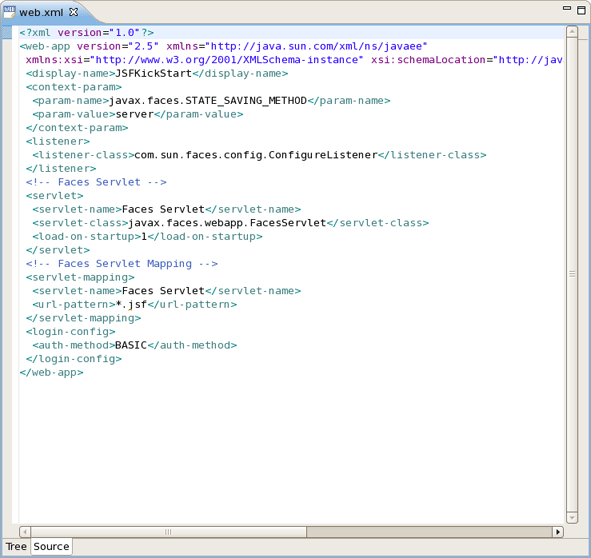 web.xml
<?xml version="1.0"?>
<web-app version="2.5" xmlns="http://java.sun.com/xml/ns/javaee"
xmlns:xsi="http://www.w3.org/2001/XMLSchema-instance" xsi:schemaLocation="http://jav
<display-name>JSFKickStart</display-name>
<context-param>
<param-name>javax.faces.STATE_SAVING_METHOD</param-name>
<param-value>server</param-value>
</context-param>
<listener>
<listener-class>com.sun.faces.config.ConfigureListener</listener-class>
</listener>
<!-- Faces Servlet -->
<servlet>
<servlet-name>Faces Servlet</servlet-name>
<servlet-class>javax.faces.webapp.FacesServlet</servlet-class>
<load-on-startup>1</load-on-startup>
</servlet>
<!-- Faces Servlet Mapping -->
<servlet-mapping>
<servlet-name>Faces Servlet</servlet-name>
<url-pattern>*.jsf</url-pattern>
</servlet-mapping>
<login-config>
<auth-method>BASIC</auth-method>
</login-config>
</web-app>
Tree Source